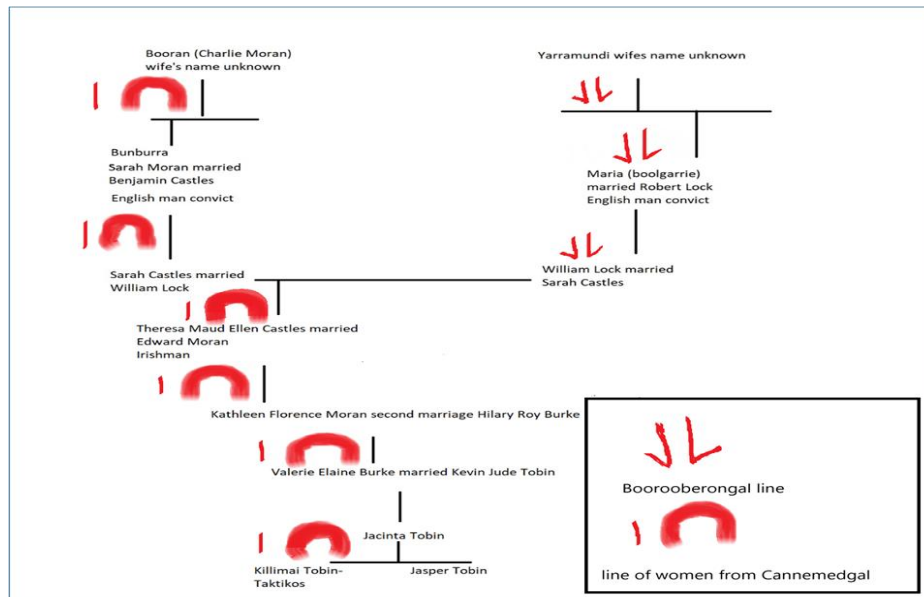 Booran (Charlie Moran)
wife's name unknown
Yarramundi wifes name unknown
Bunburra
Sarah Moran married
Benjamin Castles
English man convict
Maria (boolgarrie)
married Robert Lock
English man convict
Sarah Castles married
William Lock
William Lock married
Sarah Castles
Theresa Maud Ellen Castles married
Edward Moran
Irishman
Kathleen Florence Moran second marriage Hilary Roy Burke
Valerie Elaine Burke married Kevin Jude Tobin
Jacinta Tobin
Killimai Tobin-
Taktikos
Jasper Tobin
Boorooberongal line
line of women from Cannemedgal